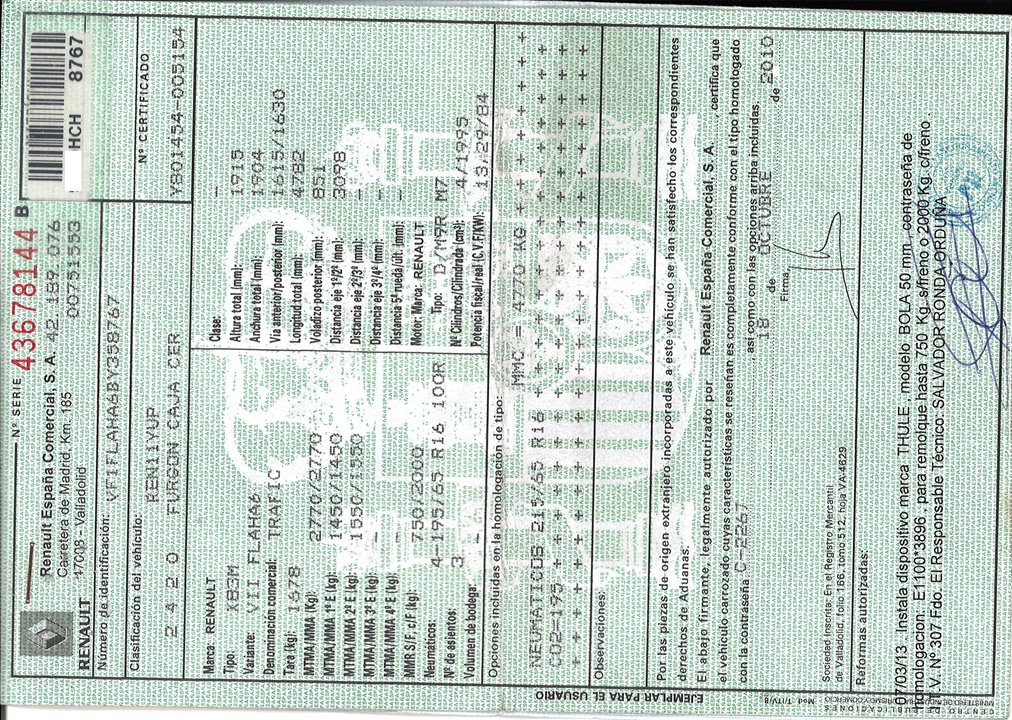 Nº SERIE 43678144 B
HCH 8767
RENAULT
Renault España Comercial, S. A. 42 189 076
Carretera de Madrid, Km. 185 00751553
47008 - Valladolid
Número de identificación: VF1FLAHA6BY358767
Nº CERTIFICADO
YB01454-005154
Clasificación del vehículo: REN11YUP
2 4 2 0 FURGON CAJA CER
Marca: RENAULT
Tipo: XB3M
Variante: VII FLAHA6
Denominación comercial: TRAFIC
Tara (kg): 1678
MTMA/MMA (Kg): 2770/2770
MTMA/MMA 1º E (kg): 1450/1450
MTMA/MMA 2º E (kg): 1550/1550
MTMA/MMA 3º E (kg): —
MTMA/MMA 4º E (kg): —
MMR S/F, c/F (kg): 750/2000
Neumáticos: 4-195/65 R16 100R
Nº de asientos: 3
Volumen de bodega: —
Clase: —
Altura total (mm): 1915
Anchura total (mm): 1904
Vía anterior/posterior (mm): 1615/1630
Longitud total (mm): 4782
Voladizo posterior (mm): 851
Distancia eje 1º/2º (mm): 3098
Distancia eje 2º/3º (mm): —
Distancia eje 3º/4º (mm): —
Distancia 5ª rueda/últ. (mm): —
Motor: Marca: RENAULT
Tipo: D/M9R M7
Nº Cilindros/Cilindrada (cm³): 4/1995
Potencia fiscal/real (C.V.F/KW): 13,29/84
Opciones incluidas en la homologación de tipo: MMC = 4770 KG + + + + + + +
NEUMATICOS 215/65 R16 + + + + + + + + + + + + + + +
CO2=195 + + + + + + + + + + + + + + + + + + + +
Observaciones:
Por las piezas de origen extranjero incorporadas a este vehículo se han satisfecho los correspondientes
derechos de Aduanas.
El abajo firmante, legalmente autorizado por Renault España Comercial, S. A. , certifica que
el vehículo carrozado cuyas características se reseñan es completamente conforme con el tipo homologado
con la contraseña C-2267 , así como con las opciones arriba incluidas
18 de OCTUBRE de 2010
Firma,
Sociedad Inscrita: En el Registro Mercantil
de Valladolid, folio 186, tomo 512, hoja VA-4629
Reformas autorizadas:
07/03/13 . Instala dispositivo marca THULE , modelo BOLA 50 mm contraseña de
homologacion. E1100*3896 , para remolque hasta 750 Kg. s/freno o 2000 Kg. c/freno .
I.T.V. Nº 307 Fdo. El Responsable Técnico: SALVADOR RONDA ORDUÑA
EJEMPLAR PARA EL USUARIO